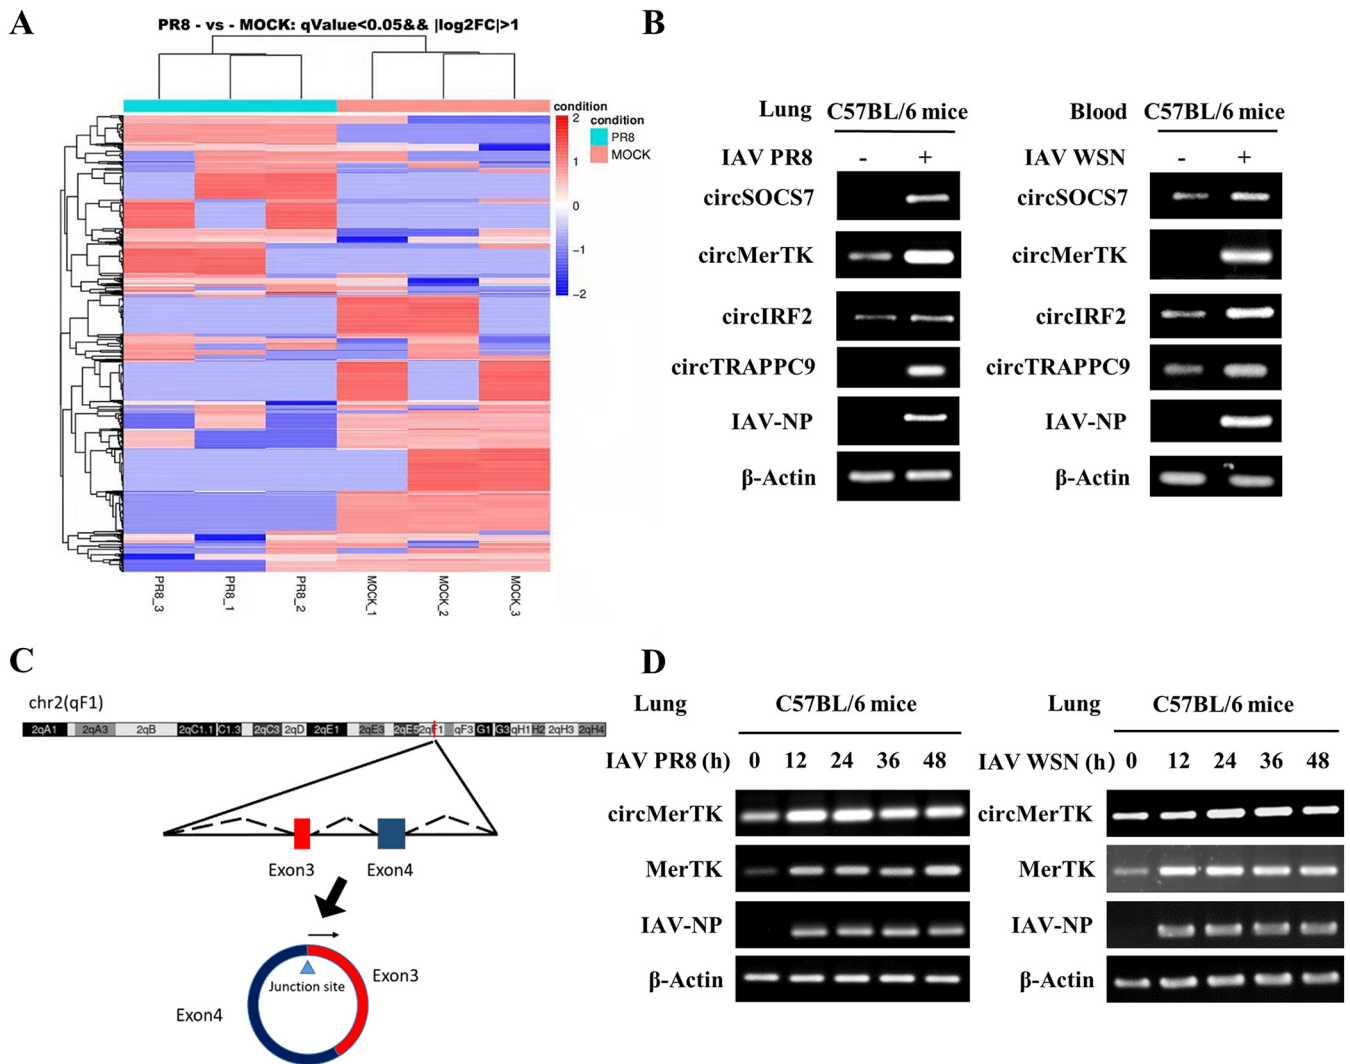 A
PR8 - vs - MOCK: qValue<0.05&& |log2FC|>1
condition
2
1
0
−1
−2
condition
PR8
MOCK
PR8_3
PR8_1
PR8_2
MOCK_1
MOCK_2
MOCK_3
B
Lung C57BL/6 mice
IAV PR8 - +
circSOCS7
circMerTK
circIRF2
circTRAPPC9
IAV-NP
β-Actin
Blood C57BL/6 mice
IAV WSN - +
circSOCS7
circMerTK
circIRF2
circTRAPPC9
IAV-NP
β-Actin
C
chr2(qF1)
2qA1 2qA3 2qB 2qC1.1 C1.3 2qC3 2qD 2qE1 2qE3 2qE5 2qF1 qF3 G1 G3 qH1 H2 2qH3 2qH4
Exon3 Exon4
Exon3
Junction site
Exon4
D
Lung C57BL/6 mice
IAV PR8 (h) 0 12 24 36 48
circMerTK
MerTK
IAV-NP
β-Actin
Lung C57BL/6 mice
IAV WSN (h) 0 12 24 36 48
circMerTK
MerTK
IAV-NP
β-Actin